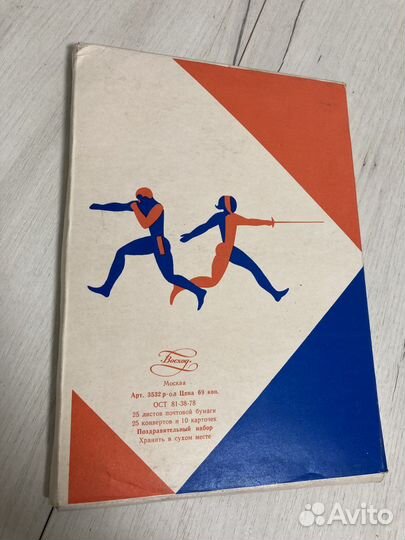 Восход
Москва
Арт. 3532 р-ол Цена 69 коп.
ОСТ 81-38-78
25 листов почтовой бумаги
25 конвертов и 10 карточек
Поздравительный набор
Хранить в сухом месте
Avito